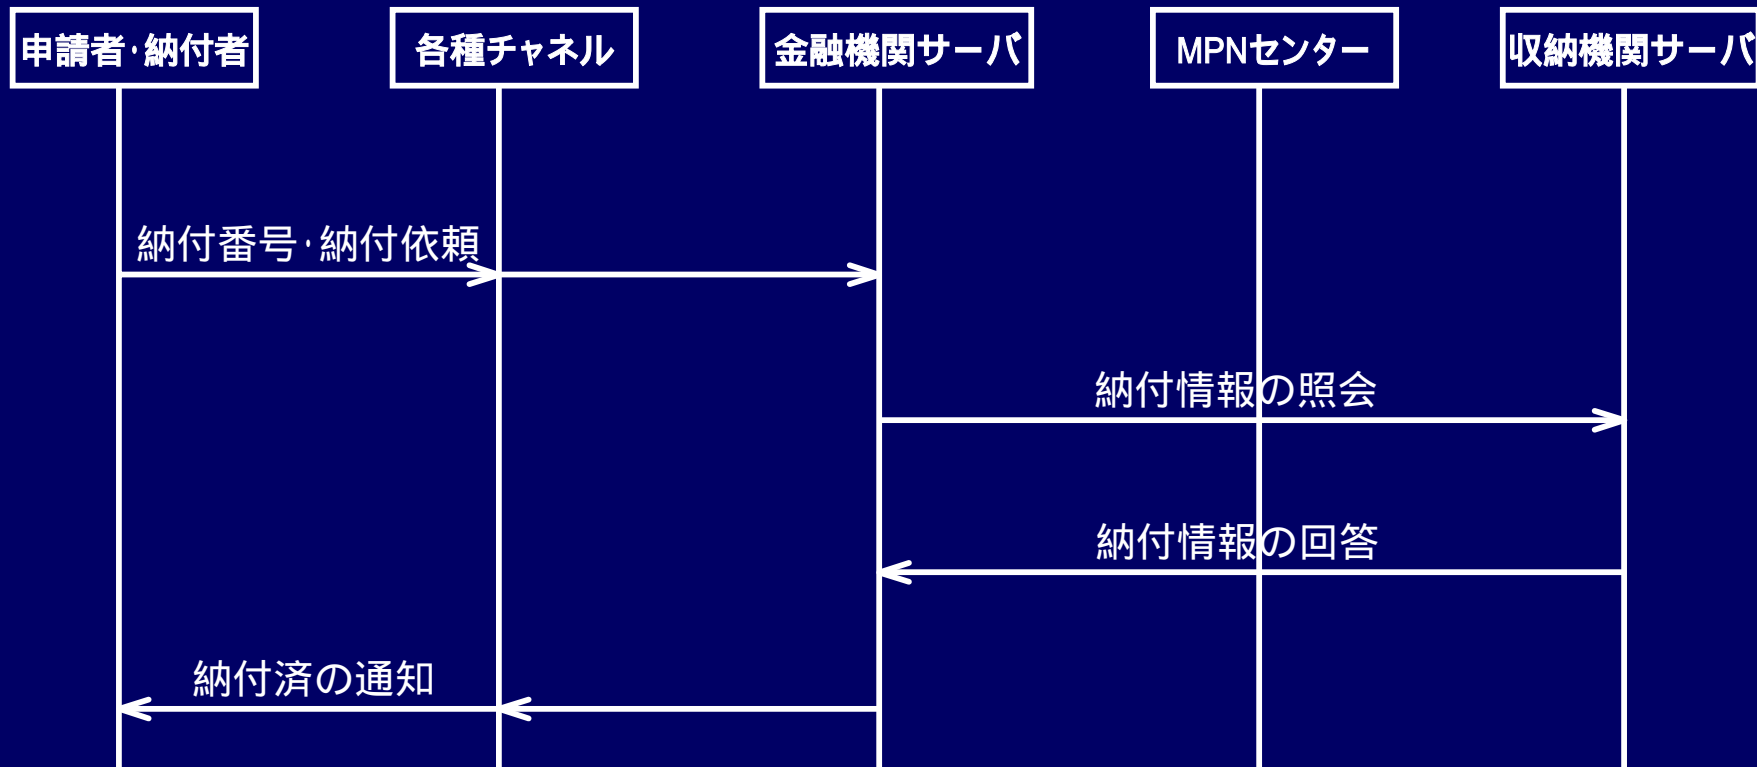 申請者・納付者
各種チャネル
金融機関サーバ
MPNセンター
収納機関サーバ
納付番号・納付依頼
納付情報の照会
納付情報の回答
納付済の通知